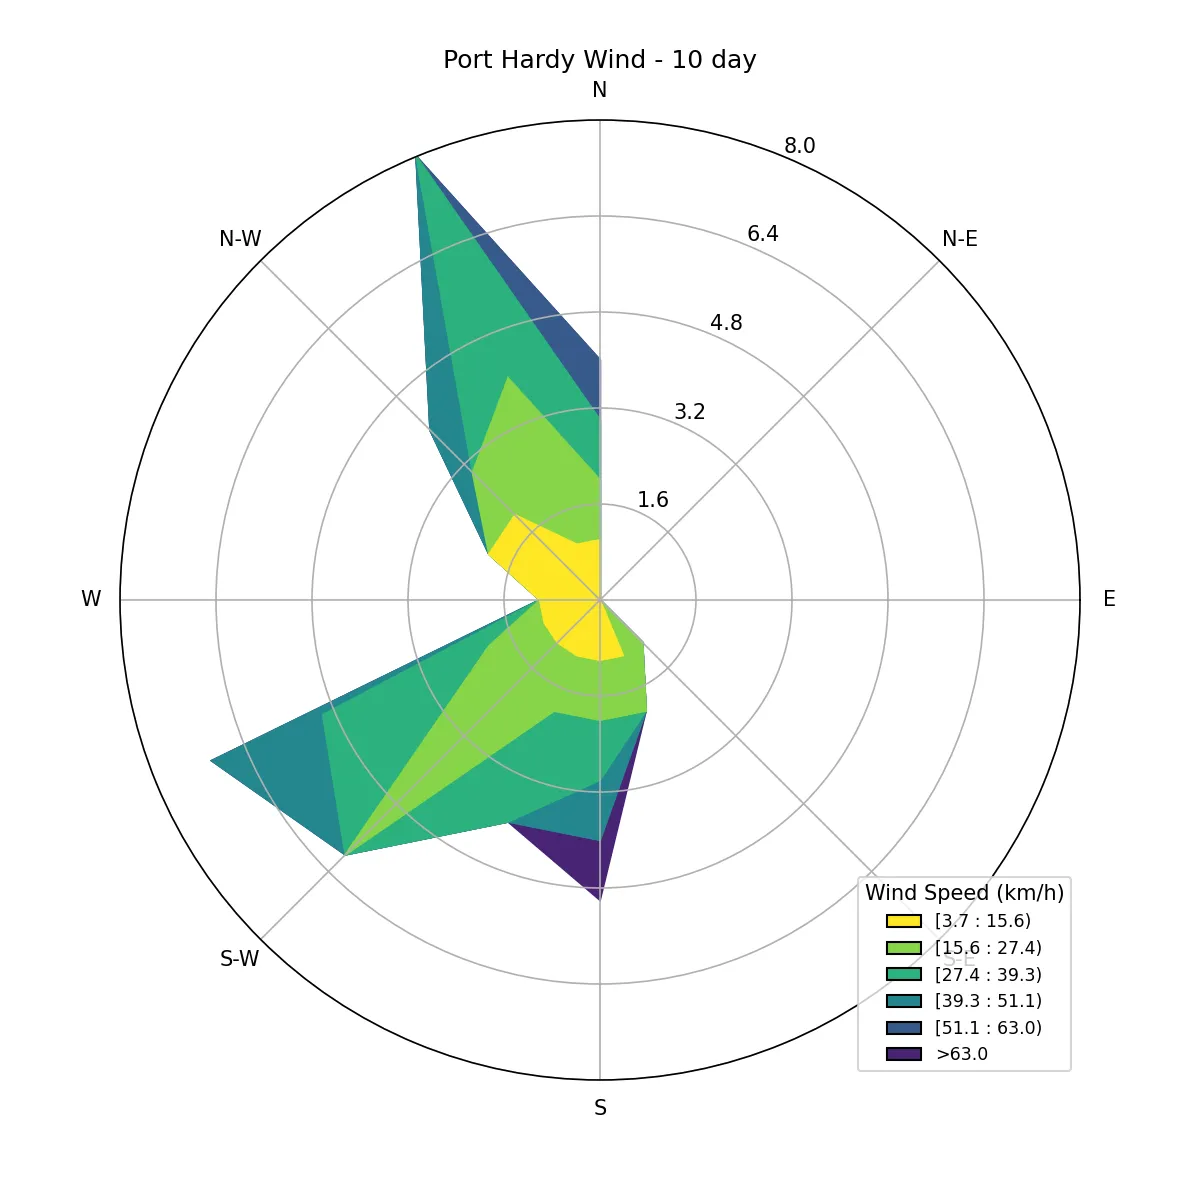 Port Hardy Wind - 10 day
N
8.0
N-W
N-E
6.4
4.8
3.2
1.6
W
E
S-W
S-E
S
Wind Speed (km/h)
[3.7 : 15.6)
[15.6 : 27.4)
[27.4 : 39.3)
[39.3 : 51.1)
[51.1 : 63.0)
>63.0